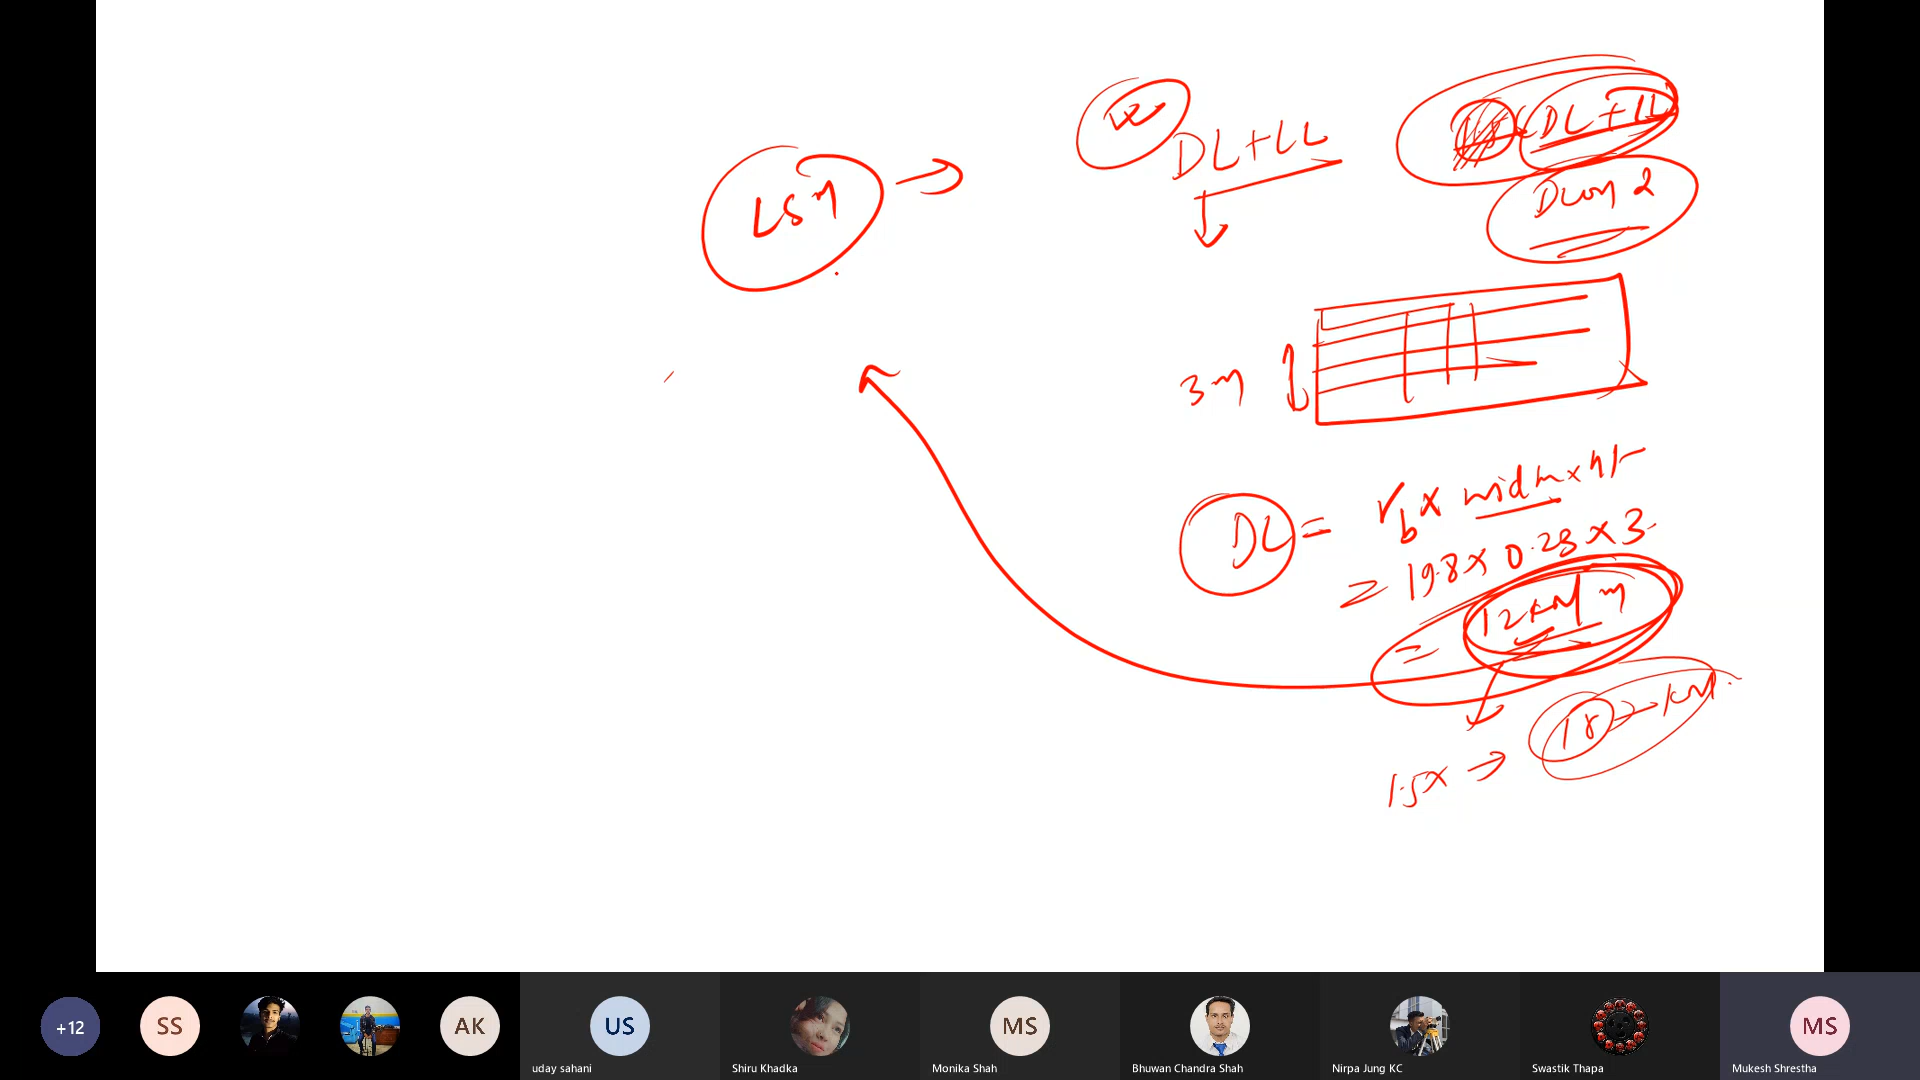 LSM →
w DL+LL
(DL+LL)
DCon 2
3m
DL = γb x width x ht
= 19.8 x 0.23 x 3
= 12 kN/m
1.5x → 18 kN/
+12
SS
AK
US
MS
MS
uday sahani
Shiru Khadka
Monika Shah
Bhuwan Chandra Shah
Nirpa Jung KC
Swastik Thapa
Mukesh Shrestha